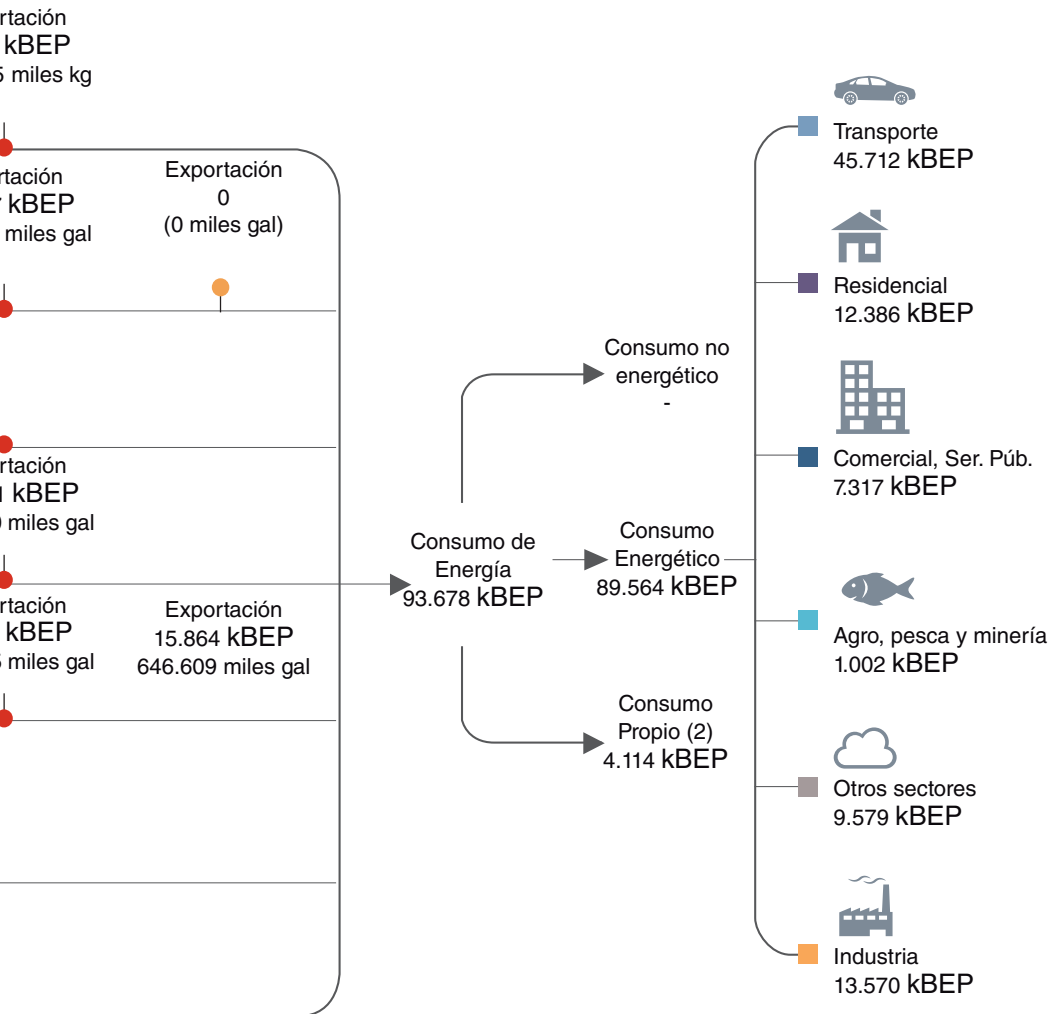 kBEP
miles kg
kBEP
miles gal
Exportación
0
(0 miles gal)
kBEP
miles gal
kBEP
miles gal
Exportación
15.864 kBEP
646.609 miles gal
Consumo de
Energía
93.678 kBEP
Consumo no
energético
-
Consumo
Energético
89.564 kBEP
Consumo
Propio (2)
4.114 kBEP
Transporte
45.712 kBEP
Residencial
12.386 kBEP
Comercial, Ser. Púb.
7.317 kBEP
Agro, pesca y minería
1.002 kBEP
Otros sectores
9.579 kBEP
Industria
13.570 kBEP